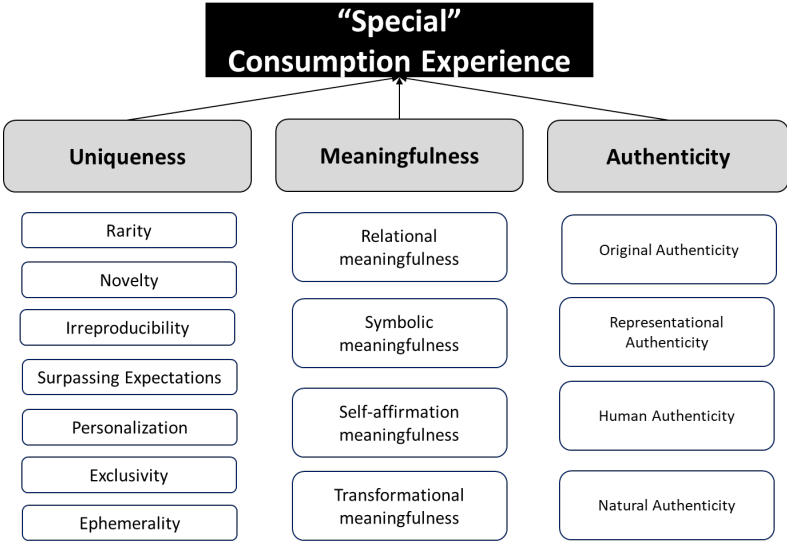 “Special”
Consumption Experience
Uniqueness
Rarity
Novelty
Irreproducibility
Surpassing Expectations
Personalization
Exclusivity
Ephemerality
Meaningfulness
Relational
meaningfulness
Symbolic
meaningfulness
Self-affirmation
meaningfulness
Transformational
meaningfulness
Authenticity
Original Authenticity
Representational
Authenticity
Human Authenticity
Natural Authenticity